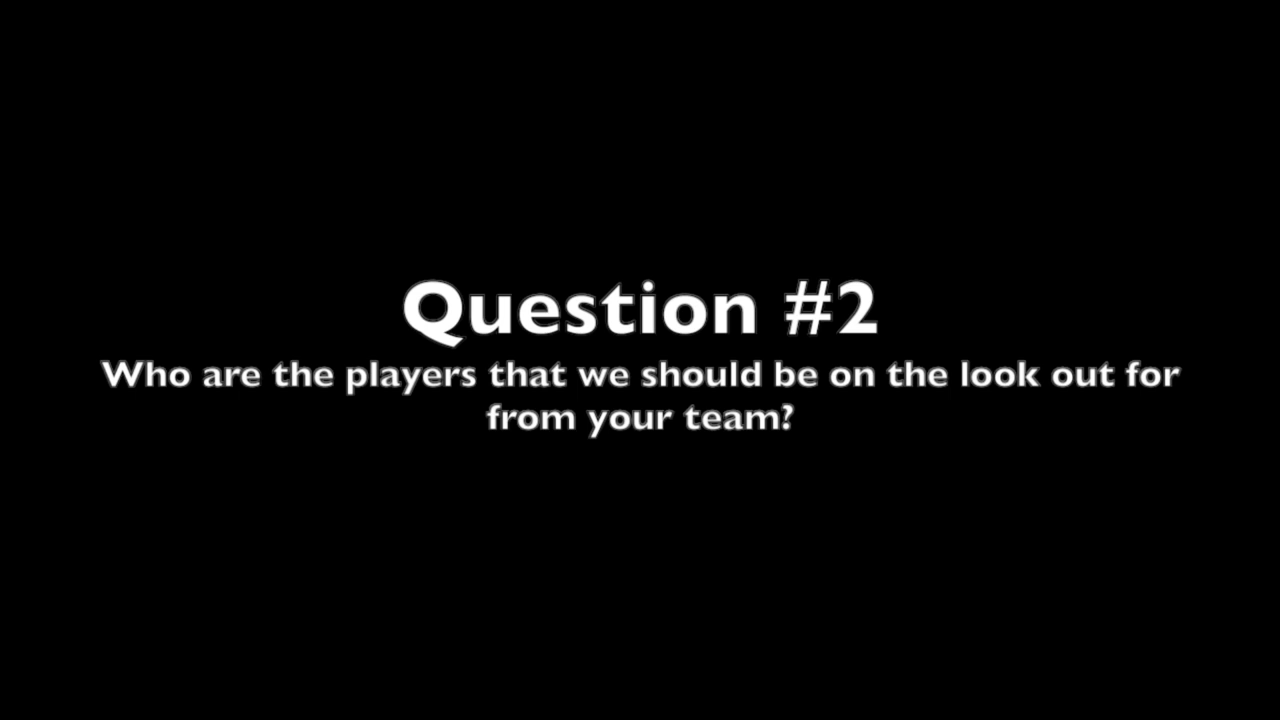 Question #2
Who are the players that we should be on the look out for
from your team?